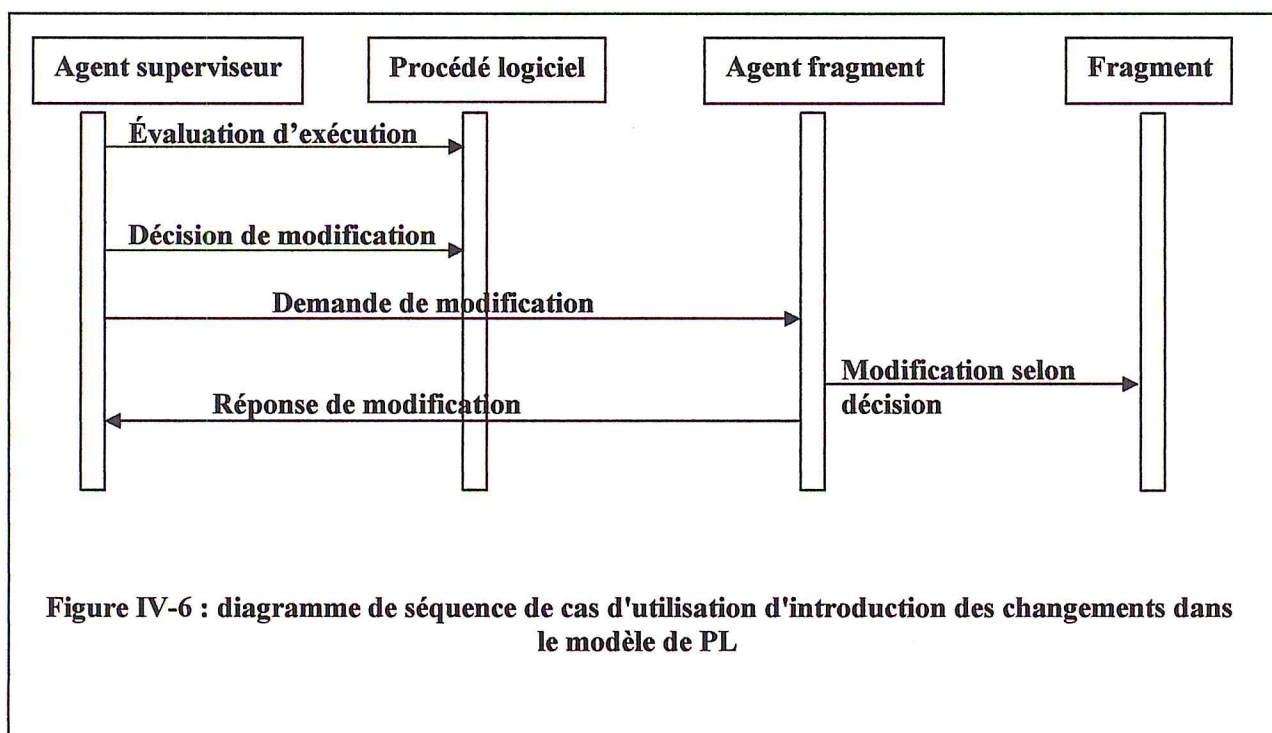 Agent superviseur
Procédé logiciel
Agent fragment
Fragment
Évaluation d'exécution
Décision de modification
Demande de modification
Modification selon
décision
Réponse de modification
Figure IV-6 : diagramme de séquence de cas d'utilisation d'introduction des changements dans
le modèle de PL